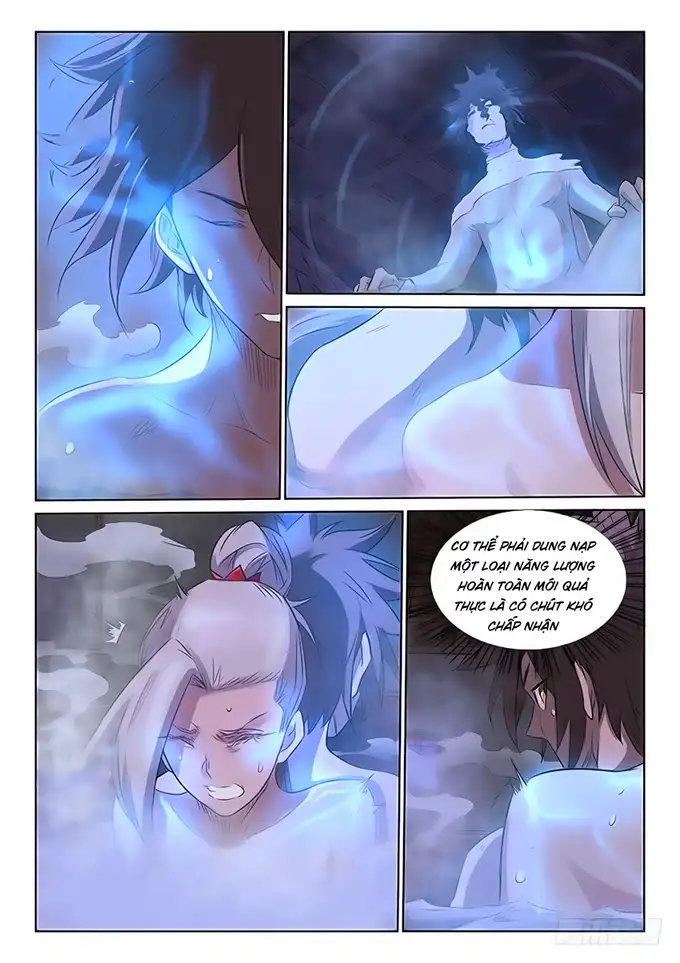 CƠ THỂ PHẢI DUNG NẠP
MỘT LOẠI NĂNG LƯỢNG
HOÀN TOÀN MỚI QUẢ
THỰC LÀ CÓ CHÚT KHÓ
CHẤP NHẬN